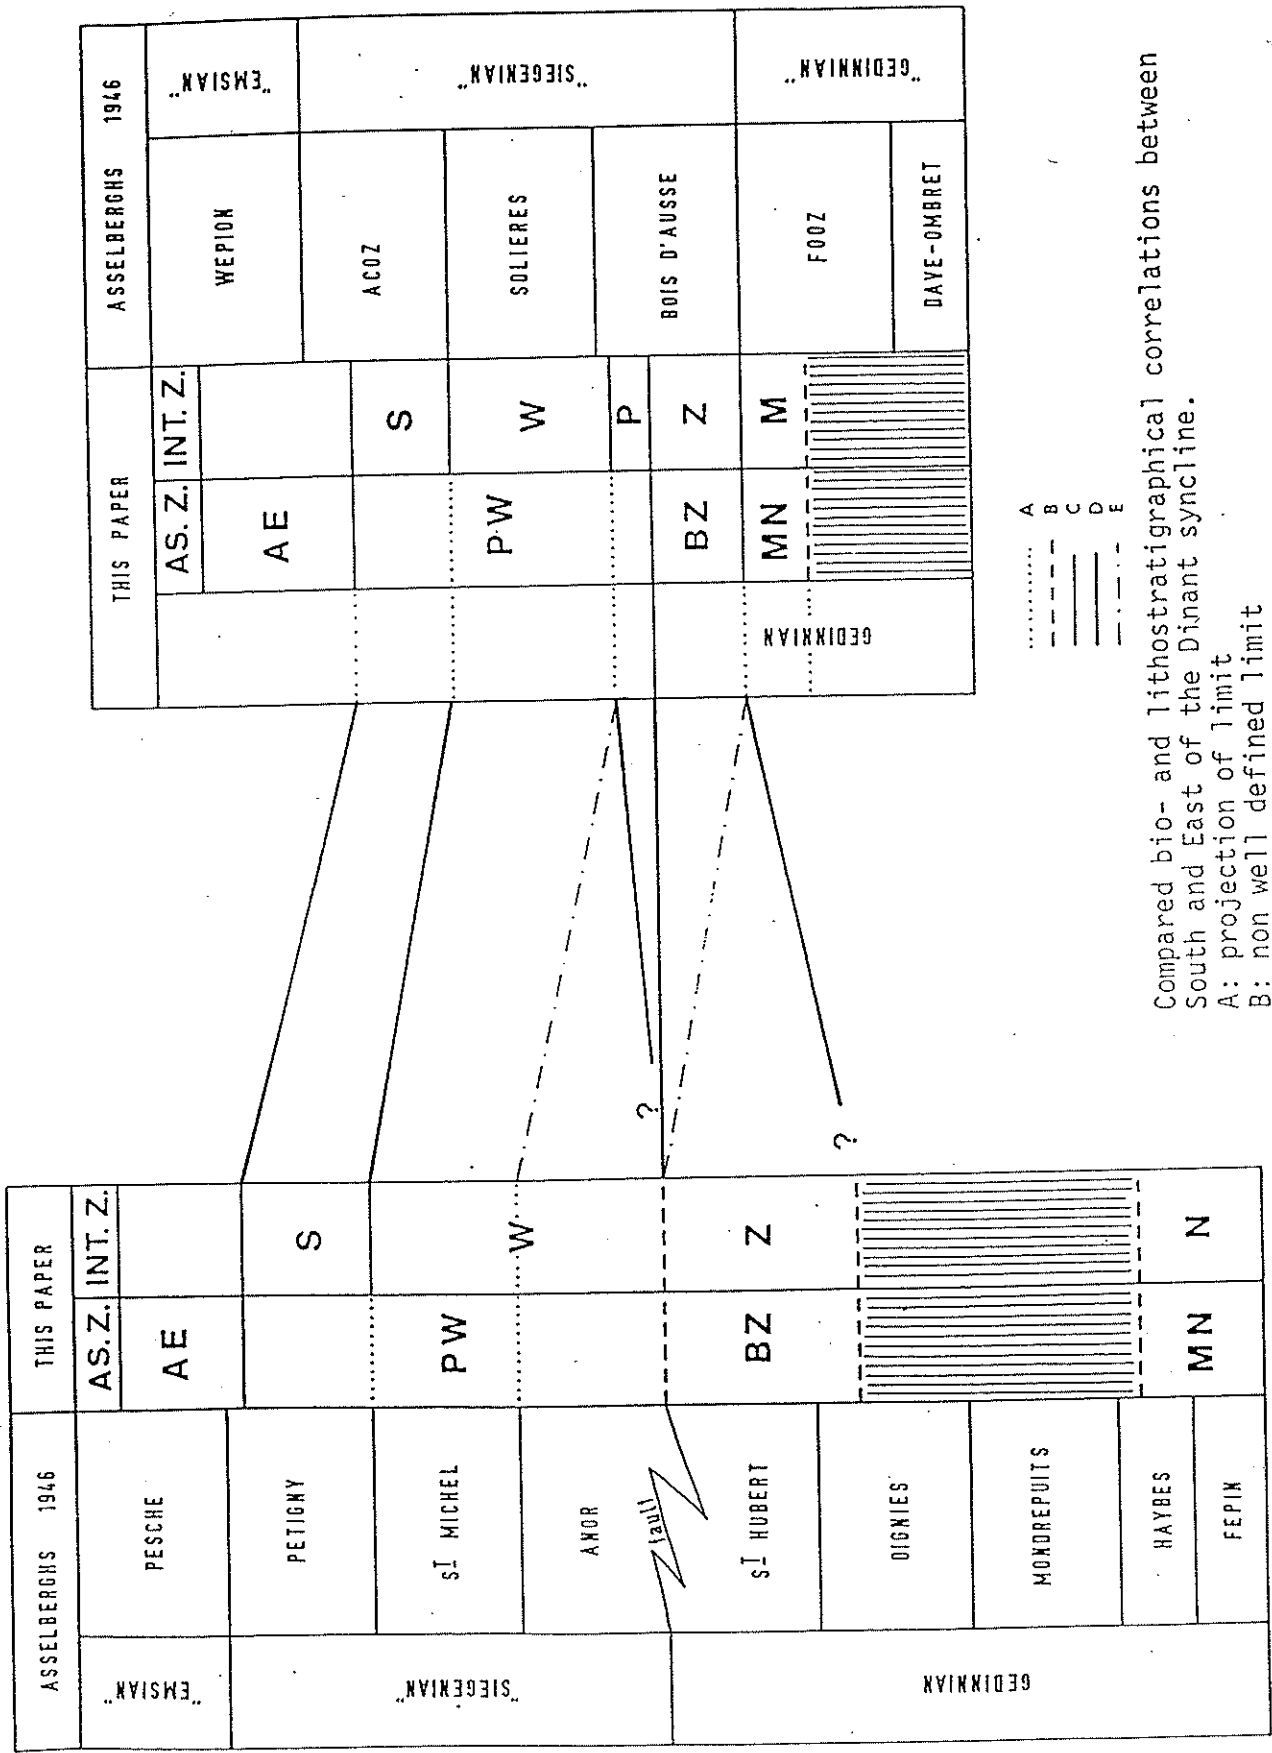 ASSELBERGHS 1946
THIS PAPER
"EMSIAN"
PESCHE
AS. Z.
INT. Z.
AE
"SIEGENIAN"
PETIGNY
S
ST MICHEL
PW
W
ANOR
fault
GEDINNIAN
ST HUBERT
BZ
Z
OIGNIES
MONDREPUITS
HAYBES
MN
N
FEPIN
?
?
THIS PAPER
ASSELBERGHS 1946
AS. Z.
INT. Z.
WEPION
"EMSIAN"
AE
ACOZ
"SIEGENIAN"
S
PW
W
SOLIERES
P
BOIS D'AUSSE
GEDINNIAN
BZ
Z
MN
M
FOOZ
"GEDINNIAN"
DAVE-OMBRET
A
B
C
D
E
Compared bio- and lithostratigraphical correlations between
South and East of the Dinant syncline.
A: projection of limit
B: non well defined limit